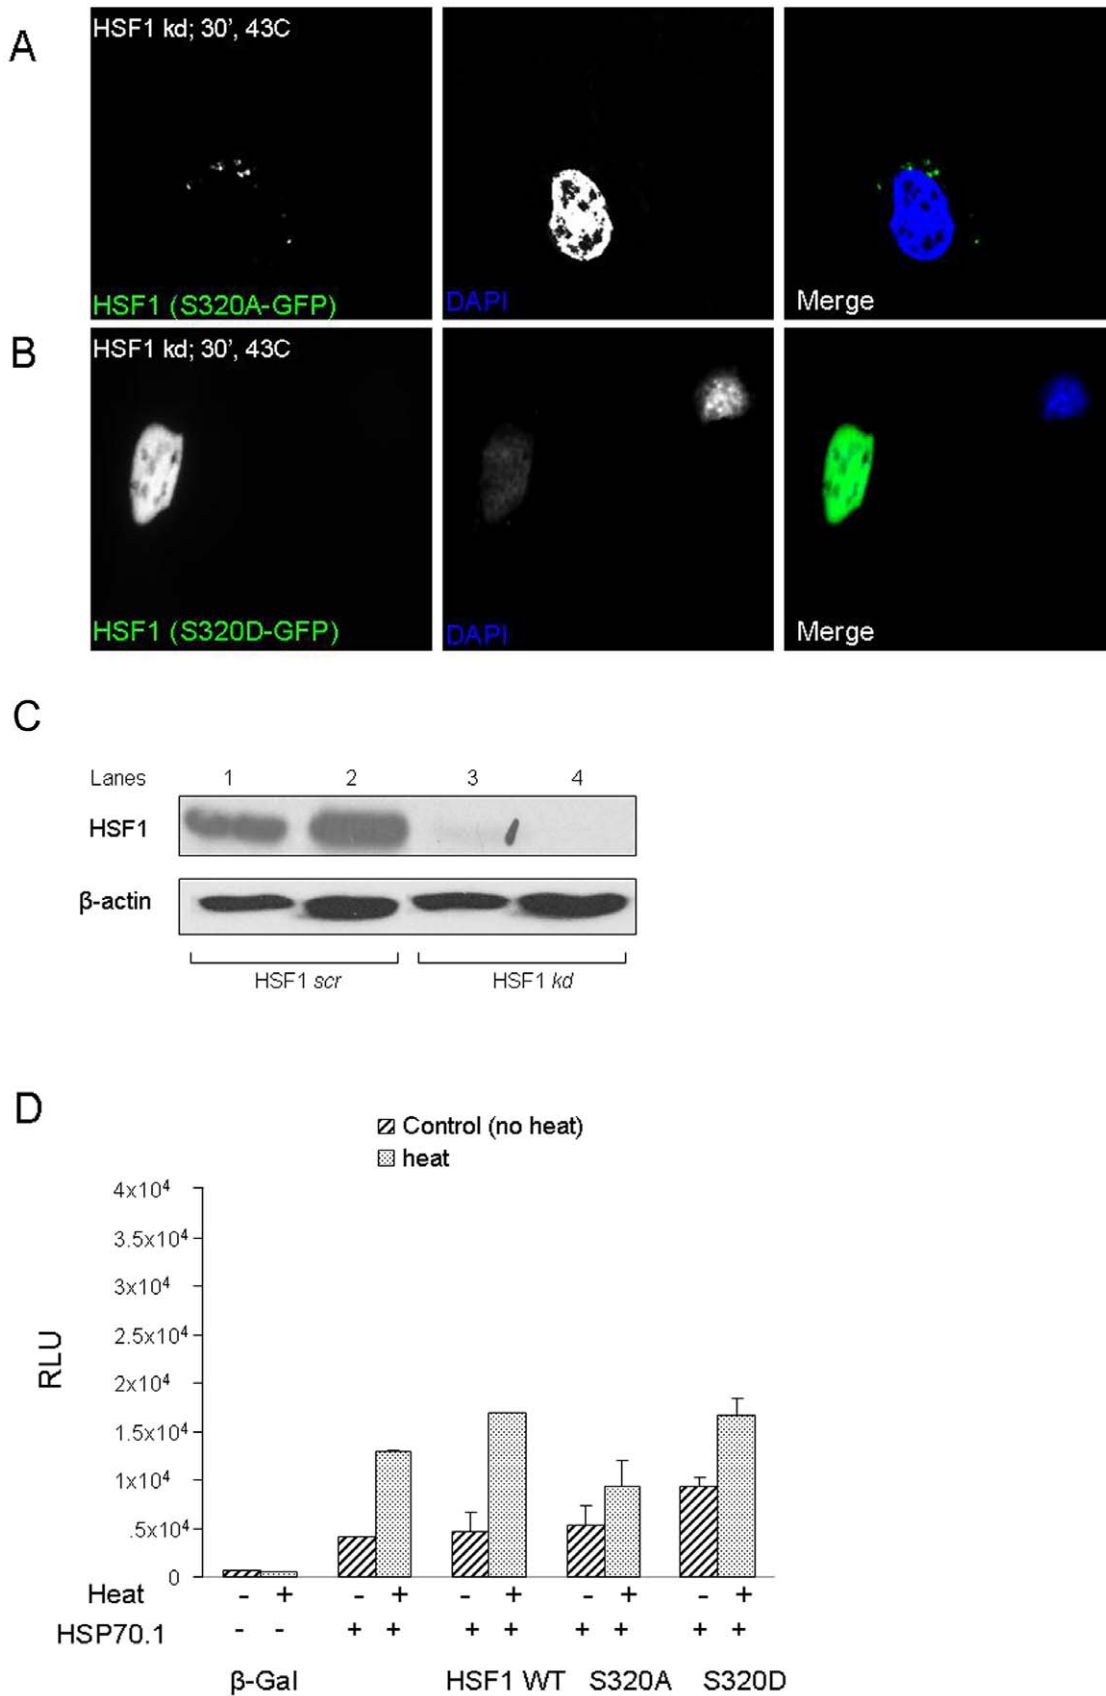 A
HSF1 kd; 30', 43C
HSF1 (S320A-GFP)
DAPI
Merge
B
HSF1 kd; 30', 43C
HSF1 (S320D-GFP)
DAPI
Merge
C
Lanes 1 2 3 4
HSF1
β-actin
HSF1 scr HSF1 kd
D
Control (no heat)
heat
4x10⁴
3.5x10⁴
3x10⁴
2.5x10⁴
2x10⁴
1.5x10⁴
1x10⁴
.5x10⁴
0
RLU
Heat - + - + - + - + - +
HSP70.1 - - + + + + + + + +
β-Gal HSF1 WT S320A S320D